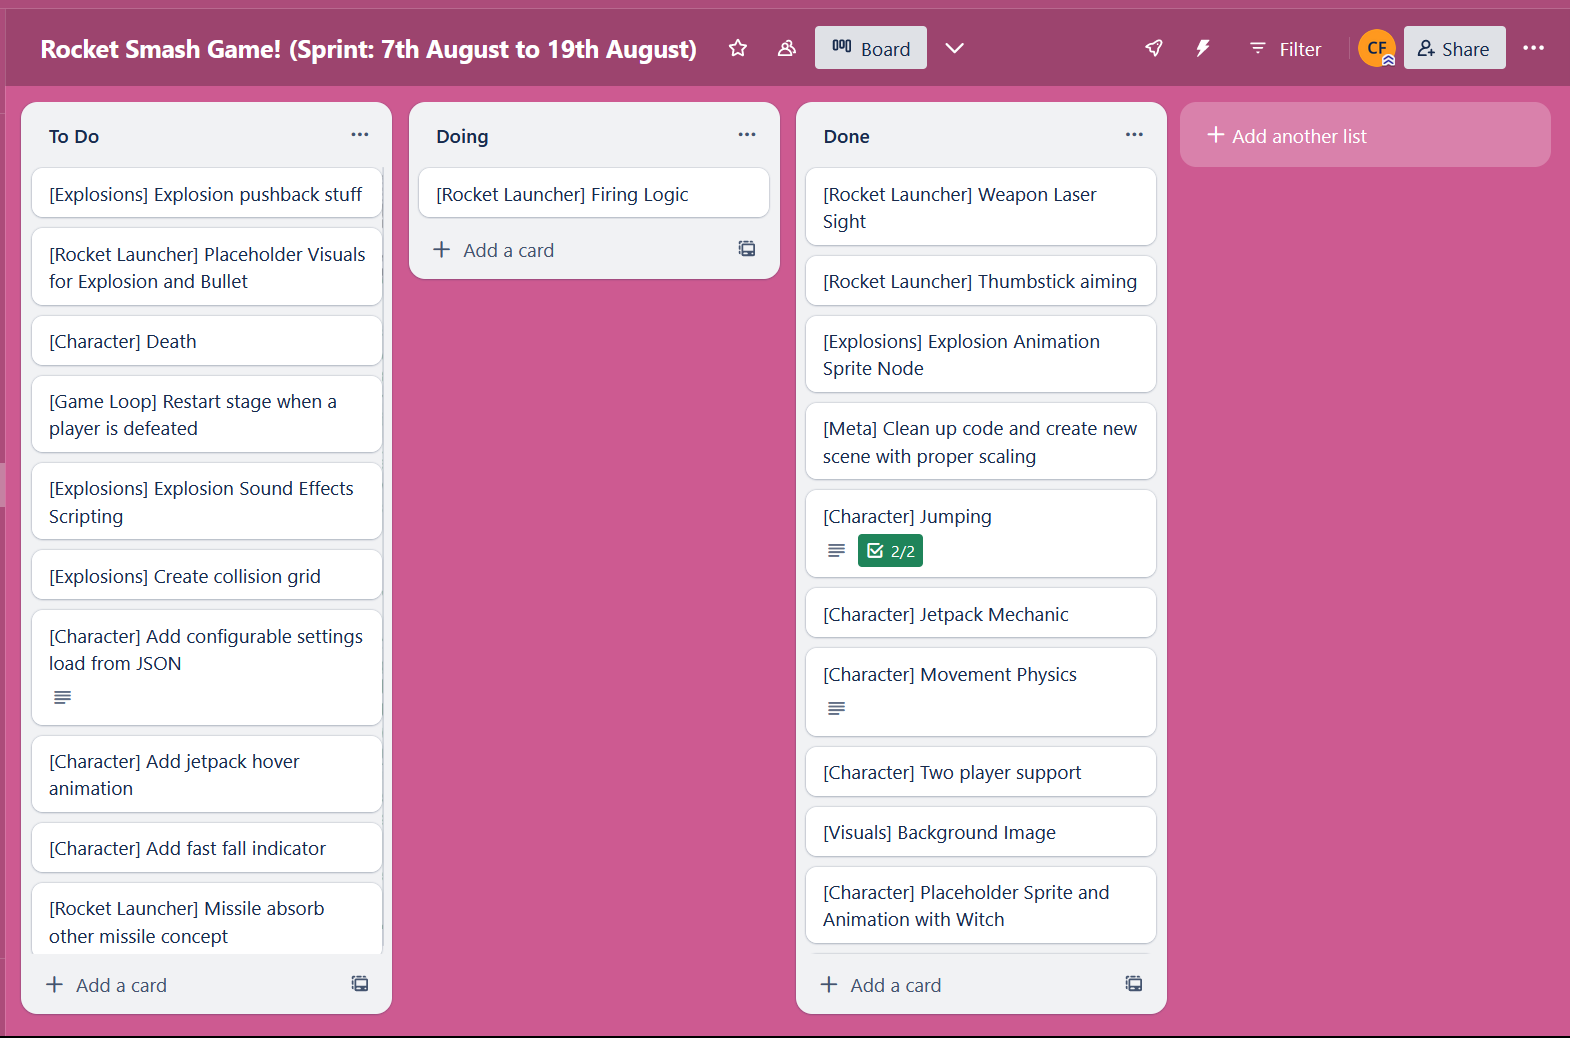 Rocket Smash Game! (Sprint: 7th August to 19th August)
Board
Filter
CF
Share
To Do
[Explosions] Explosion pushback stuff
[Rocket Launcher] Placeholder Visuals
for Explosion and Bullet
[Character] Death
[Game Loop] Restart stage when a
player is defeated
[Explosions] Explosion Sound Effects
Scripting
[Explosions] Create collision grid
[Character] Add configurable settings
load from JSON
[Character] Add jetpack hover
animation
[Character] Add fast fall indicator
[Rocket Launcher] Missile absorb
other missile concept
Add a card
Doing
[Rocket Launcher] Firing Logic
Add a card
Done
[Rocket Launcher] Weapon Laser
Sight
[Rocket Launcher] Thumbstick aiming
[Explosions] Explosion Animation
Sprite Node
[Meta] Clean up code and create new
scene with proper scaling
[Character] Jumping
2/2
[Character] Jetpack Mechanic
[Character] Movement Physics
[Character] Two player support
[Visuals] Background Image
[Character] Placeholder Sprite and
Animation with Witch
Add a card
Add another list